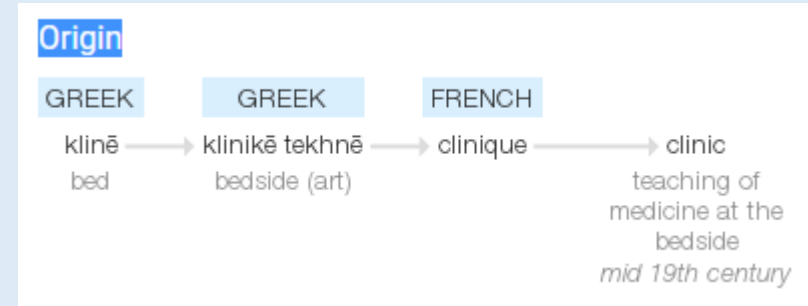 Origin
GREEK GREEK FRENCH
klinē klinikē tekhnē clinique clinic
bed bedside (art) teaching of
medicine at the
bedside
mid 19th century